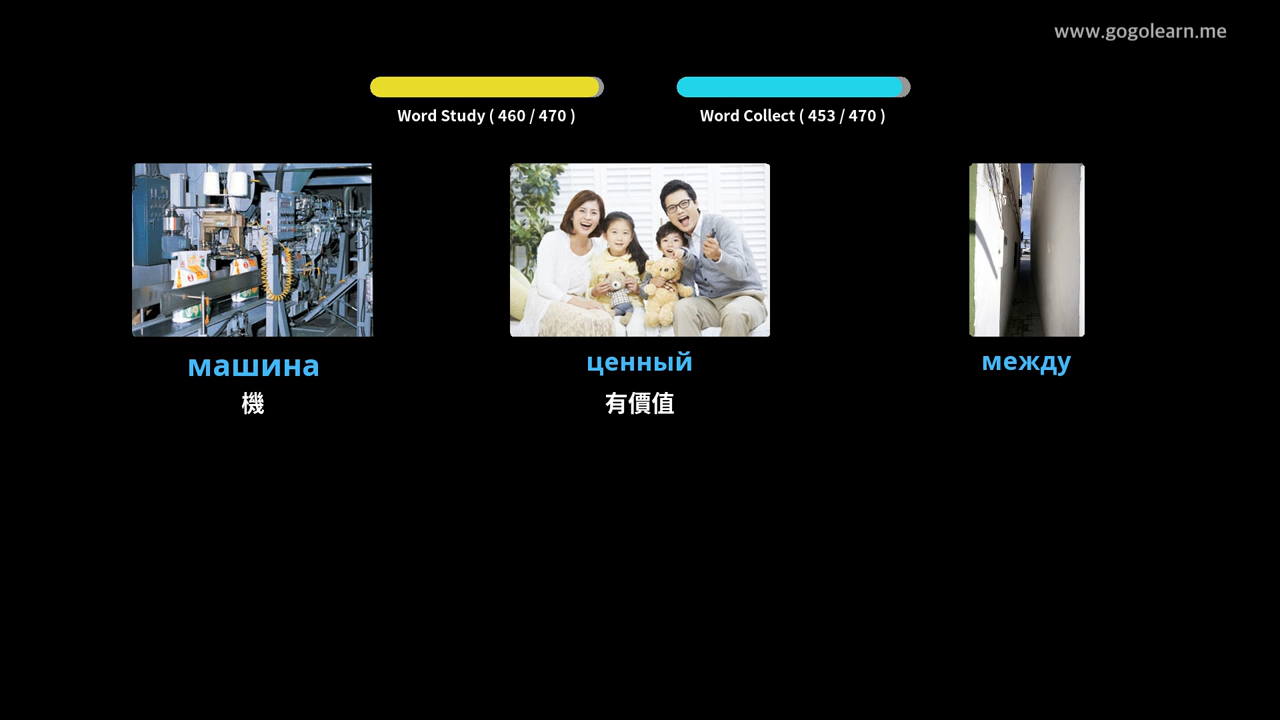 www.gogolearn.me
Word Study ( 460 / 470 )
Word Collect ( 453 / 470 )
машина
機
ценный
有價值
между